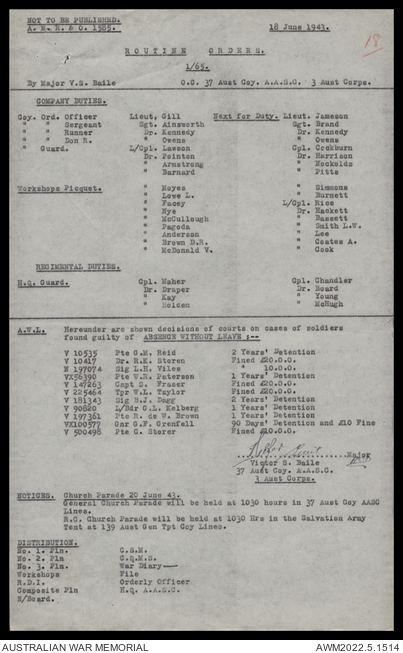 NOT TO BE PUBLISHED.
A. M. R. & O. 1585. 18 June 1943.
18
ROUTINE ORDERS.
1/65.
By Major V.S. Baile O.C. 37 Aust Coy. A.A.S.C. 3 Aust Corps.
COMPANY DUTIES.
Coy. Ord. Officer Lieut. Gill Next for Duty. Lieut. Jameson
" " Sergeant Sgt. Ainsworth Sgt. Brand
" " Runner Dr. Kennedy Dr. Kennedy
" " Don R. " Owens " Owens
" Guard. L/Cpl. Lawson Cpl. Cockburn
Dr. Pointon Dr. Harrison
" Armstrong " Nockolds
" Barnard " Pitts
Workshops Picquet. " Moyes " Simmons
" Lowe L. " Burnett
" Facey L/Cpl. Rice
" Nye Dr. Hackett
" McCullough " Bassett
" Pagoda " Smith L.W.
" Anderson " Lee
" Brown D.R. " Coates A.
" McDonald V. " Cook
REGIMENTAL DUTIES.
H.Q. Guard. Cpl. Maher Cpl. Chandler
Dr. Draper Dr. Board
" Kay " Young
" Holden " McHugh
A.W.L. Hereunder are shown decisions of courts on cases of soldiers
found guilty of ABSENCE WITHOUT LEAVE :--
V 10535 Pte G.M. Reid 2 Years' Detention
V 10417 Dr. R.K. Storen Fined £20.0.0.
N 197074 Sig L.H. Viles " 10.0.0.
VX56390 Pte W.R. Paterson 1 Years' Detention
V 147263 Capt S. Frazer Fined £20.0.0.
V 225464 Tpr W.L. Taylor Fined £20.0.0.
V 181343 Sig B.J. Dagg 2 Years' Detention
V 90820 L/Bdr G.L. Kelberg 1 Years' Detention
V 197361 Pte R. de W. Brown 1 Years' Detention
VX100577 Gnr G.F. Grenfell 90 Days' Detention and £10 Fine
V 500498 Pte C. Storer Fined £10.0.0.
Major
Victor S. Baile
37 Aust Coy. A.A.S.C.
3 Aust Corps.
NOTICES. Church Parade 20 June 43.
General Church Parade will be held at 1030 hours in 37 Aust Coy AASC
Lines.
R.C. Church Parade will be held at 1030 Hrs in the Salvation Army
Tent at 139 Aust Gen Tpt Coy Lines.
DISTRIBUTION.
No. 1. Pln. C.S.M.
No. 2. Pln C.Q.M.S.
No. 3. Pln War Diary
Workshops File
R.D.I. Orderly Officer
Composite Pln H.Q. A.A.S.C.
N/Board.
AUSTRALIAN WAR MEMORIAL AWM2022.5.1514